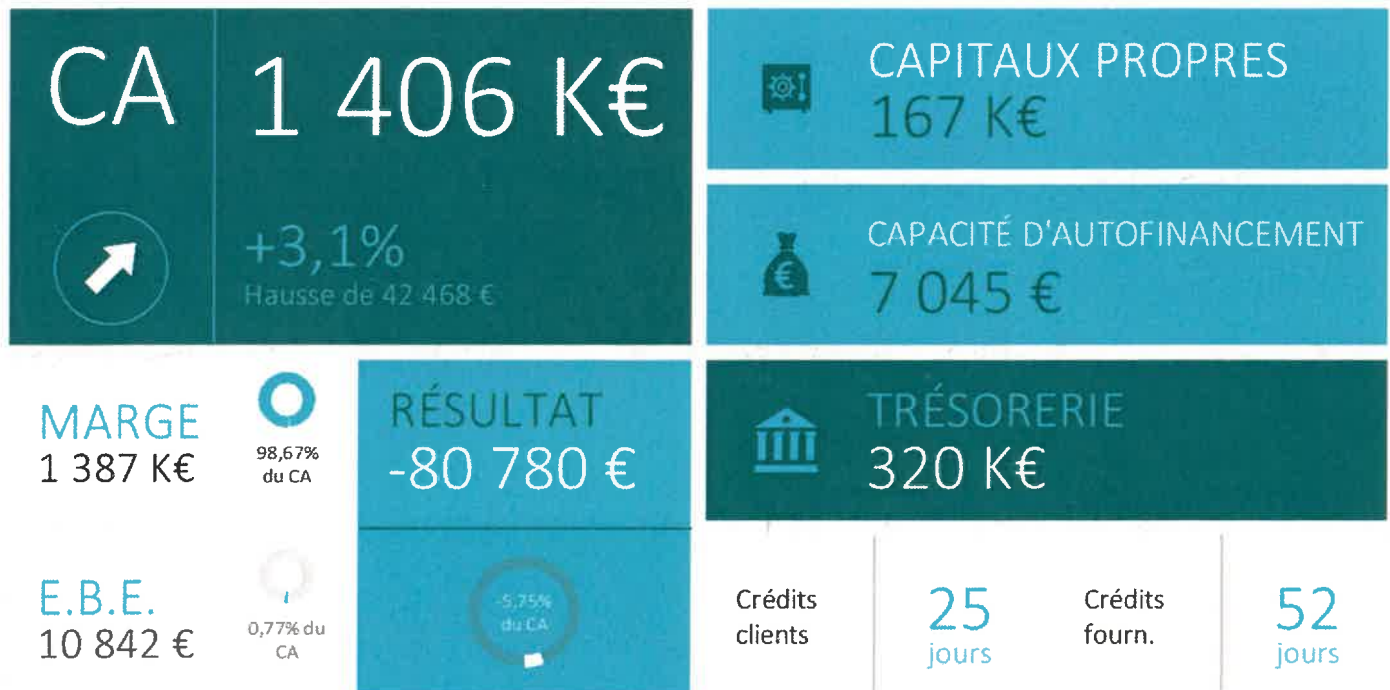 CA
1 406 K€
+3,1%
Hausse de 42 468 €
CAPITAUX PROPRES
167 K€
CAPACITÉ D'AUTOFINANCEMENT
7 045 €
MARGE
1 387 K€
98,67%
du CA
RÉSULTAT
-80 780 €
TRÉSORERIE
320 K€
E.B.E.
10 842 €
0,77% du
CA
-5,75%
du CA
Crédits
clients
25
jours
Crédits
fourn.
52
jours